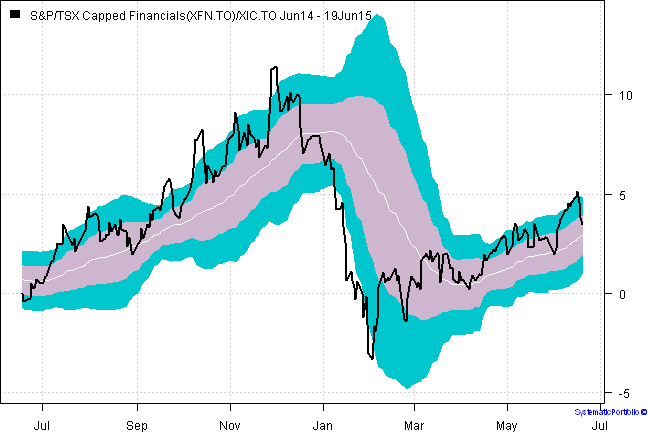 S&P/TSX Capped Financials(XFN.TO)/XIC.TO Jun14 - 19Jun15
10
5
0
-5
Jul Sep Nov Jan Mar May Jul
SystematicPortfolio ©